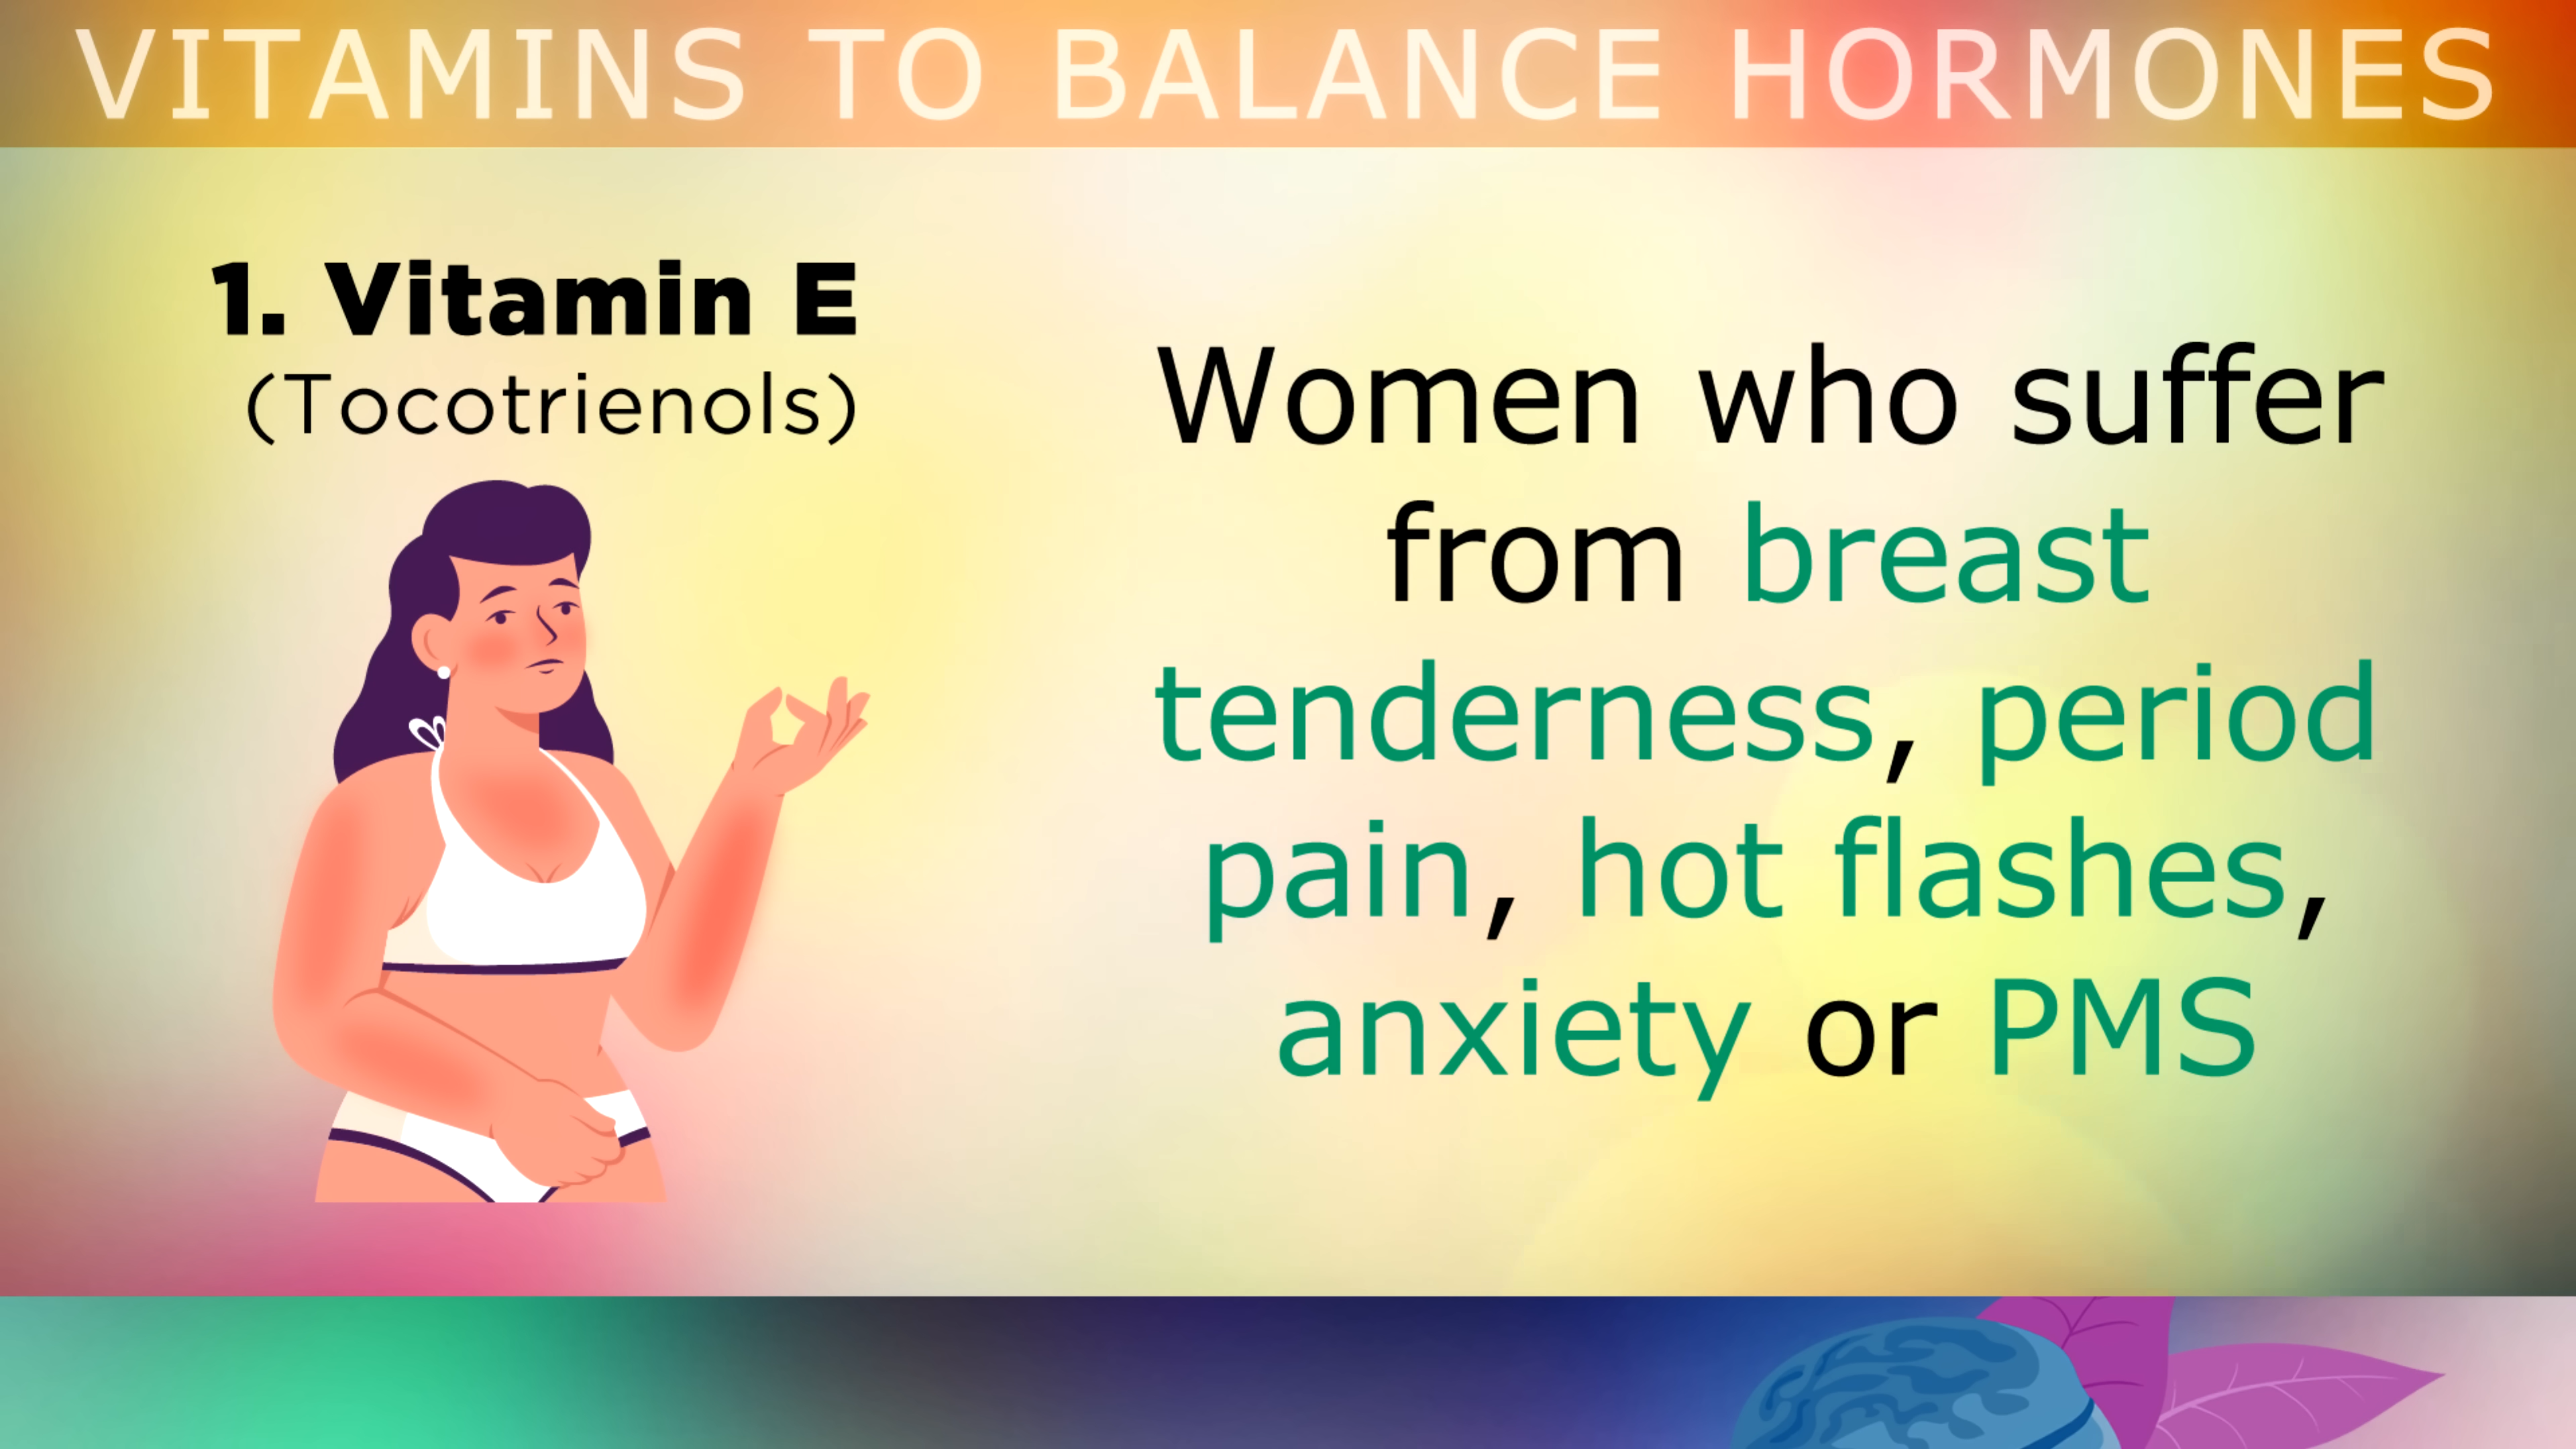 VITAMINS TO BALANCE HORMONES
1. Vitamin E
(Tocotrienols)
Women who suffer
from breast
tenderness, period
pain, hot flashes,
anxiety or PMS